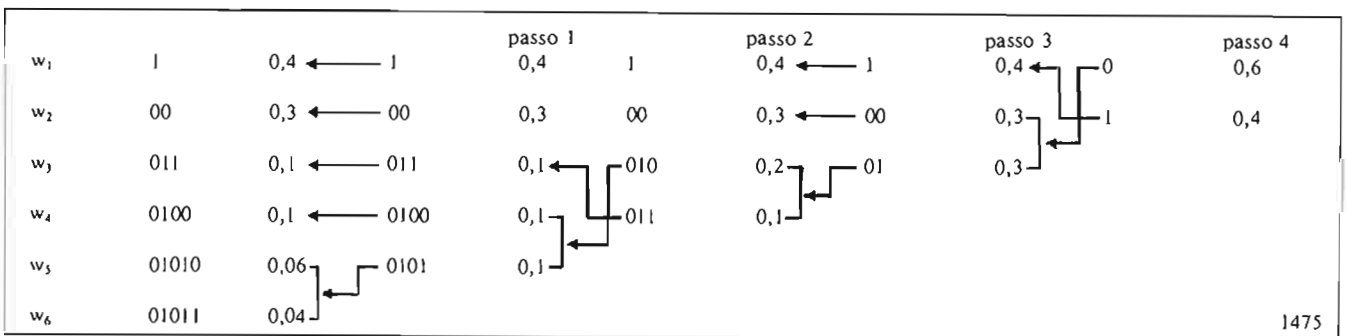 passo 1 passo 2 passo 3 passo 4
w₁ 1 0,4 1 0,4 1 0,4 1 0,4 0 0,6
w₂ 00 0,3 00 0,3 00 0,3 00 0,3 1 0,4
w₃ 011 0,1 011 0,1 010 0,2 01 0,3
w₄ 0100 0,1 0100 0,1 011 0,1
w₅ 01010 0,06 0101 0,1
w₆ 01011 0,04
1475